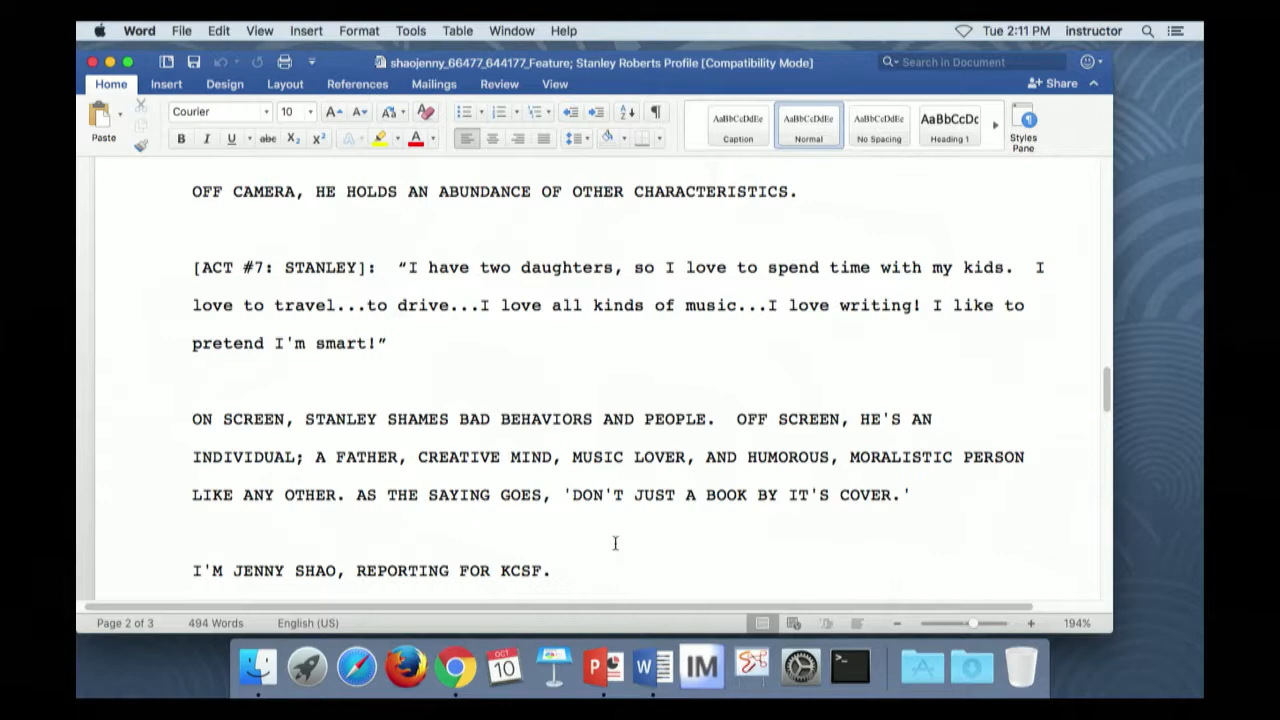 Word File Edit View Insert Format Tools Table Window Help Tue 2:11 PM instructor
shaojenny_66477_644177_Feature; Stanley Roberts Profile [Compatibility Mode] Search in Document
Home Insert Design Layout References Mailings Review View Share
Paste Courier 10 AaBbCcDdEe AaBbCcDdEe AaBbCcDdEe AaBbCcDc
Caption Normal No Spacing Heading 1 Styles Pane
OFF CAMERA, HE HOLDS AN ABUNDANCE OF OTHER CHARACTERISTICS.
[ACT #7: STANLEY]: “I have two daughters, so I love to spend time with my kids. I
love to travel...to drive...I love all kinds of music...I love writing! I like to
pretend I'm smart!”
ON SCREEN, STANLEY SHAMES BAD BEHAVIORS AND PEOPLE. OFF SCREEN, HE'S AN
INDIVIDUAL; A FATHER, CREATIVE MIND, MUSIC LOVER, AND HUMOROUS, MORALISTIC PERSON
LIKE ANY OTHER. AS THE SAYING GOES, 'DON'T JUST A BOOK BY IT'S COVER.'
I'M JENNY SHAO, REPORTING FOR KCSF.
Page 2 of 3 494 Words English (US) 194%
OCT
10
IM